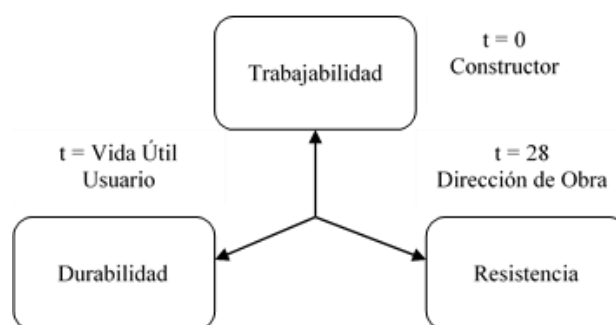 Trabajabilidad
t = 0
Constructor
t = Vida Útil
Usuario
t = 28
Dirección de Obra
Durabilidad
Resistencia